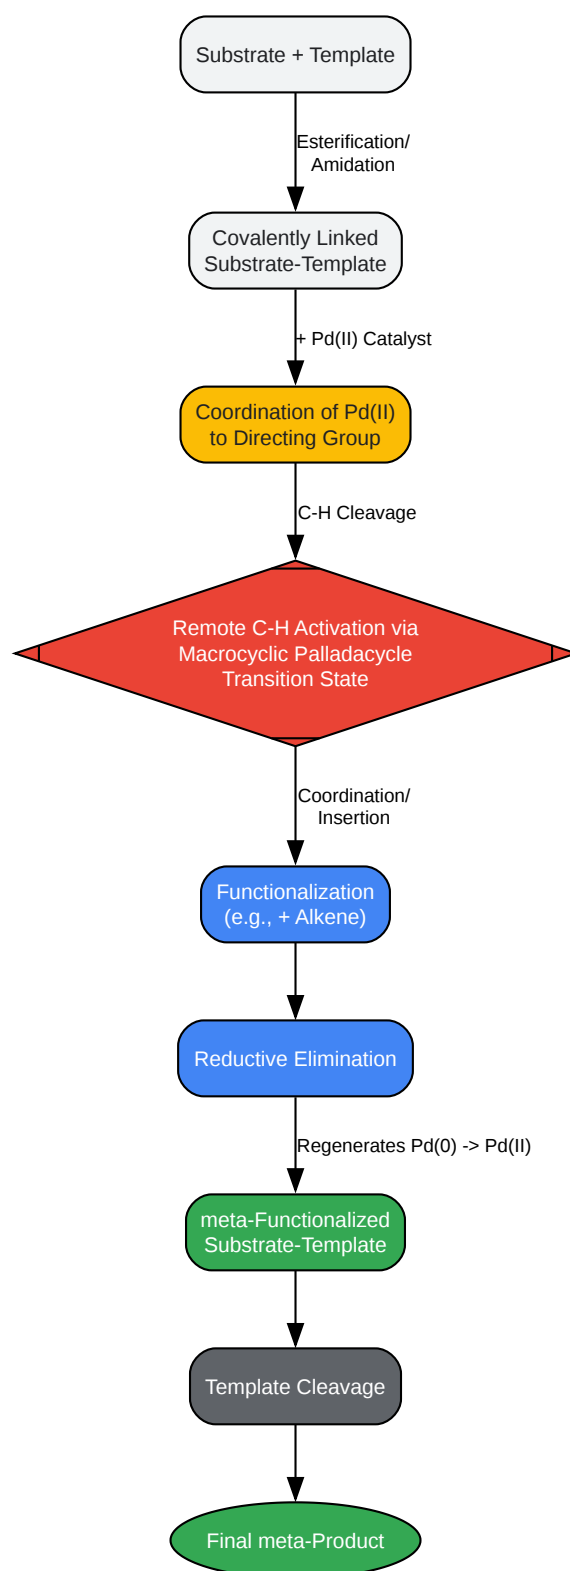 Substrate + Template
Esterification/
Amidation
Covalently Linked
Substrate-Template
+ Pd(II) Catalyst
Coordination of Pd(II)
to Directing Group
C-H Cleavage
Remote C-H Activation via
Macrocyclic Palladacycle
Transition State
Coordination/
Insertion
Functionalization
(e.g., + Alkene)
Reductive Elimination
Regenerates Pd(0) -> Pd(II)
meta-Functionalized
Substrate-Template
Template Cleavage
Final meta-Product